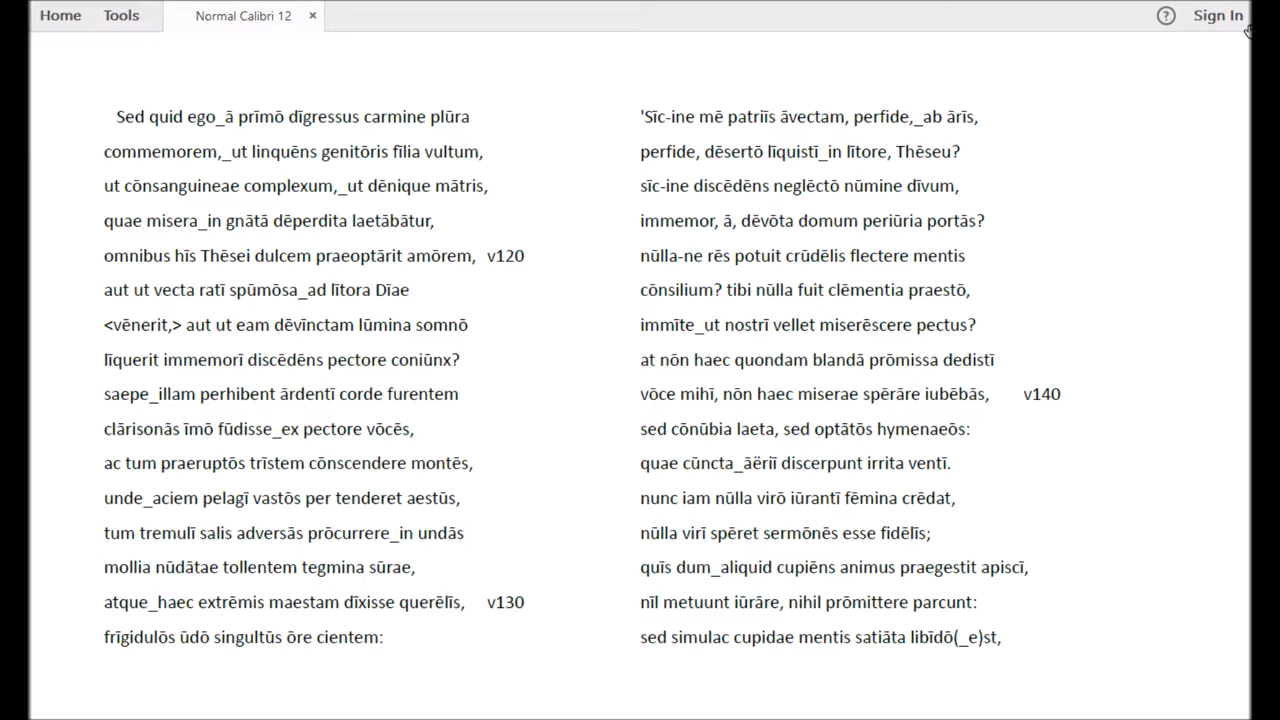 Home Tools Normal Calibri 12 × ? Sign In
Sed quid ego_ā prīmō dīgressus carmine plūra
commemorem,_ut linquēns genitōris fīlia vultum,
ut cōnsanguineae complexum,_ut dēnique mātris,
quae misera_in gnātā dēperdita laetābātur,
omnibus hīs Thēsei dulcem praeoptārit amōrem, v120
aut ut vecta ratī spūmōsa_ad lītora Dīae
<vēnerit,> aut ut eam dēvīnctam lūmina somnō
līquerit immemorī discēdēns pectore coniūnx?
saepe_illam perhibent ārdentī corde furentem
clārisonās īmō fūdisse_ex pectore vōcēs,
ac tum praeruptōs trīstem cōnscendere montēs,
unde_aciem pelagī vastōs per tenderet aestūs,
tum tremulī salis adversās prōcurrere_in undās
mollia nūdātae tollentem tegmina sūrae,
atque_haec extrēmis maestam dīxisse querēlīs, v130
frīgidulōs ūdō singultūs ōre cientem:
'Sīc-ine mē patriīs āvectam, perfide,_ab ārīs,
perfide, dēsertō līquistī_in lītore, Thēseu?
sīc-ine discēdēns neglēctō nūmine dīvum,
immemor, ā, dēvōta domum periūria portās?
nūlla-ne rēs potuit crūdēlis flectere mentis
cōnsilium? tibi nūlla fuit clēmentia praestō,
immīte_ut nostrī vellet miserēscere pectus?
at nōn haec quondam blandā prōmissa dedistī
vōce mihī, nōn haec miserae spērāre iubēbās, v140
sed cōnūbia laeta, sed optātōs hymenaeōs:
quae cūncta_āëriī discerpunt irrita ventī.
nunc iam nūlla virō iūrantī fēmina crēdat,
nūlla virī spēret sermōnēs esse fidēlīs;
quīs dum_aliquid cupiēns animus praegestit apiscī,
nīl metuunt iūrāre, nihil prōmittere parcunt:
sed simulac cupidae mentis satiāta libīdō(_e)st,